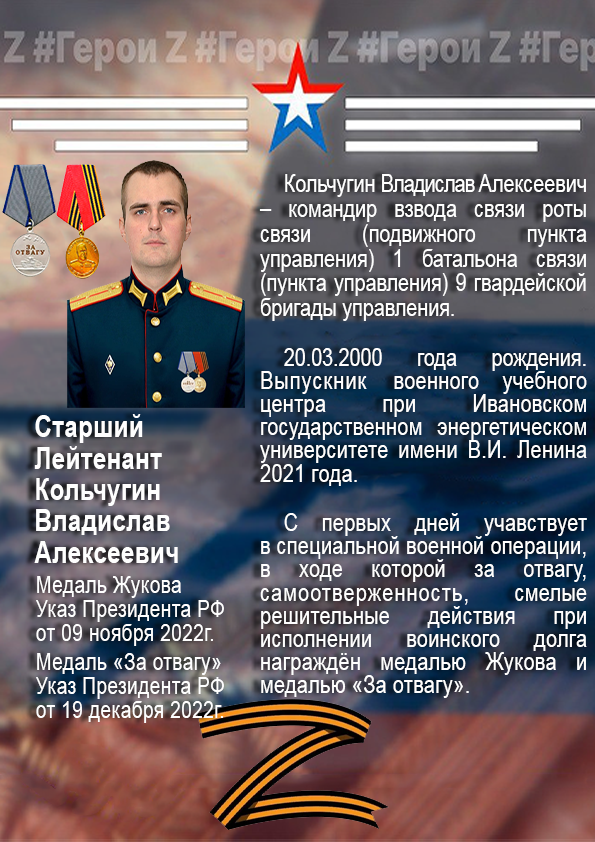 Z #Герои Z #Герои Z #Герои Z #Гер
ЗА
ОТВАГУ
Кольчугин Владислав Алексеевич
– командир взвода связи роты
связи (подвижного пункта
управления) 1 батальона связи
(пункта управления) 9 гвардейской
бригады управления.
20.03.2000 года рождения.
Выпускник военного учебного
центра при Ивановском
государственном энергетическом
университете имени В.И. Ленина
2021 года.
С первых дней учавствует
в специальной военной операции,
в ходе которой за отвагу,
самоотверженность, смелые
решительные действия при
исполнении воинского долга
награждён медалью Жукова и
медалью «За отвагу».
Старший
Лейтенант
Кольчугин
Владислав
Алексеевич
Медаль Жукова
Указ Президента РФ
от 09 ноября 2022г.
Медаль «За отвагу»
Указ Президента РФ
от 19 декабря 2022г.
Z